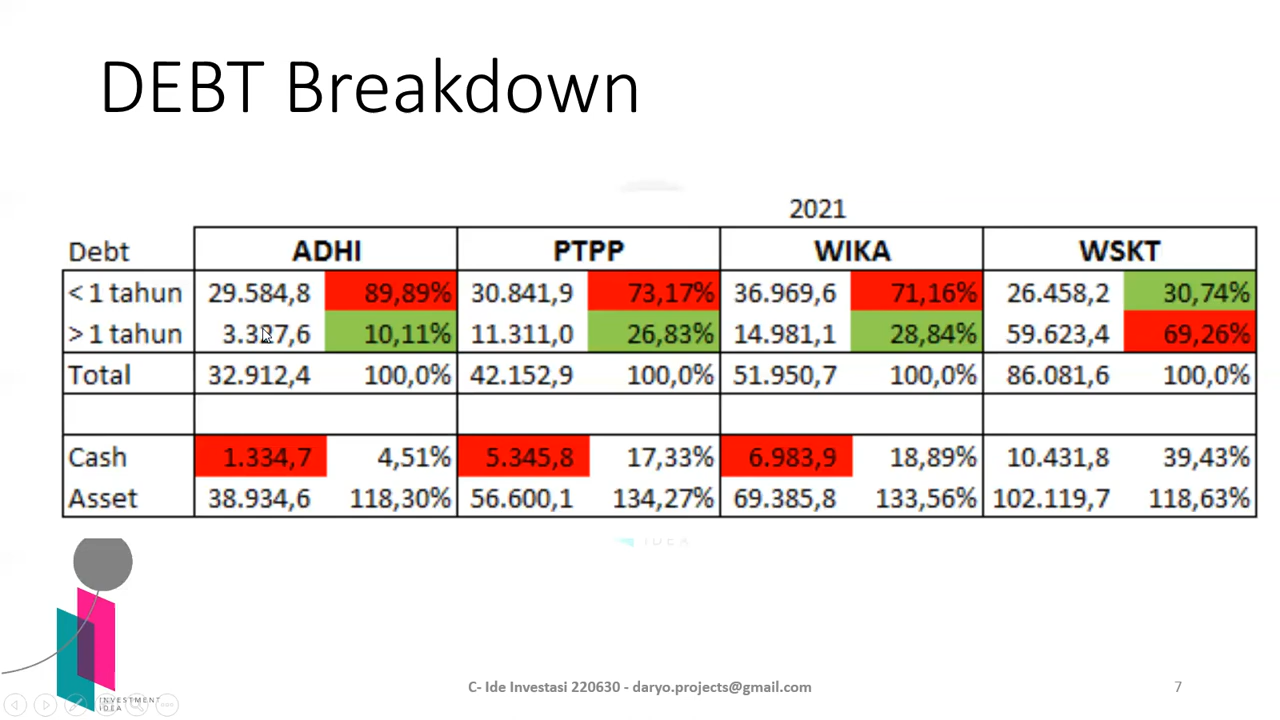 DEBT Breakdown
2021
Debt ADHI PTPP WIKA WSKT
< 1 tahun 29.584,8 89,89% 30.841,9 73,17% 36.969,6 71,16% 26.458,2 30,74%
> 1 tahun 3.327,6 10,11% 11.311,0 26,83% 14.981,1 28,84% 59.623,4 69,26%
Total 32.912,4 100,0% 42.152,9 100,0% 51.950,7 100,0% 86.081,6 100,0%
Cash 1.334,7 4,51% 5.345,8 17,33% 6.983,9 18,89% 10.431,8 39,43%
Asset 38.934,6 118,30% 56.600,1 134,27% 69.385,8 133,56% 102.119,7 118,63%
IDEA
INVESTMENT
IDEA
C- Ide Investasi 220630 - daryo.projects@gmail.com
7